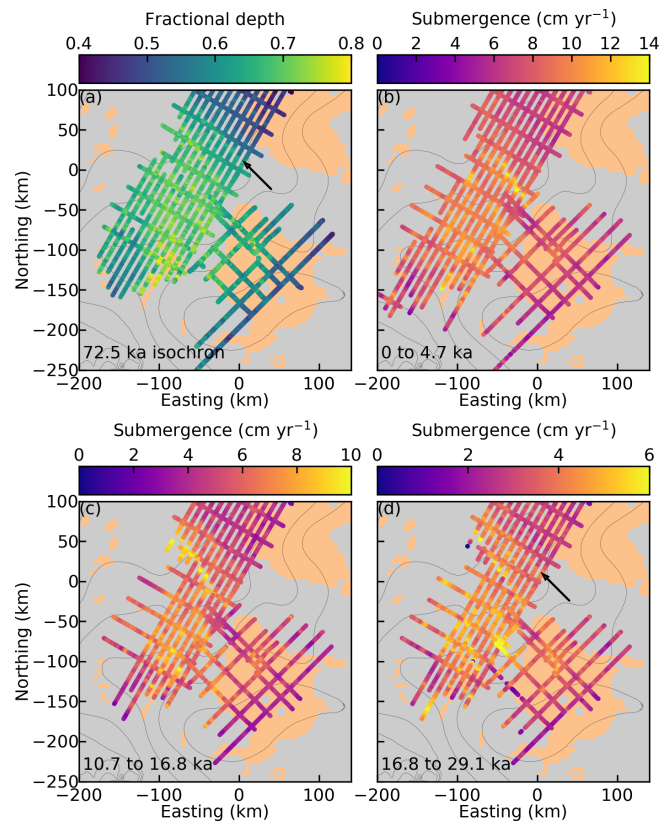 Fractional depth
0.4 0.5 0.6 0.7 0.8
Submergence (cm yr⁻¹)
0 2 4 6 8 10 12 14
(a)
100
50
0
−50
−100
−150
−200
−250
Northing (km)
72.5 ka isochron
−200 −100 0 100
Easting (km)
(b)
0 to 4.7 ka
−100 0 100
Easting (km)
Submergence (cm yr⁻¹)
0 2 4 6 8 10
Submergence (cm yr⁻¹)
0 2 4 6
(c)
100
50
0
−50
−100
−150
−200
−250
Northing (km)
10.7 to 16.8 ka
−100 0 100
Easting (km)
(d)
16.8 to 29.1 ka
−100 0 100
Easting (km)